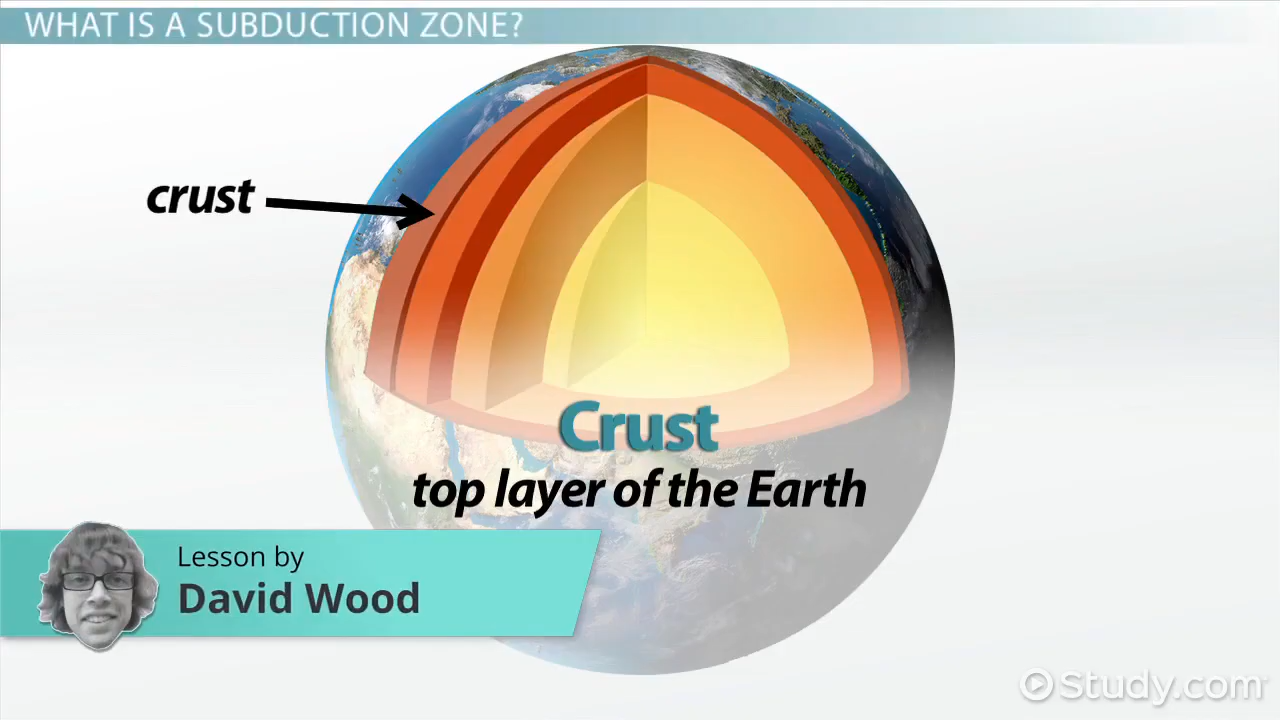 WHAT IS A SUBDUCTION ZONE?
crust
Crust
top layer of the Earth
Lesson by
David Wood
Study.com